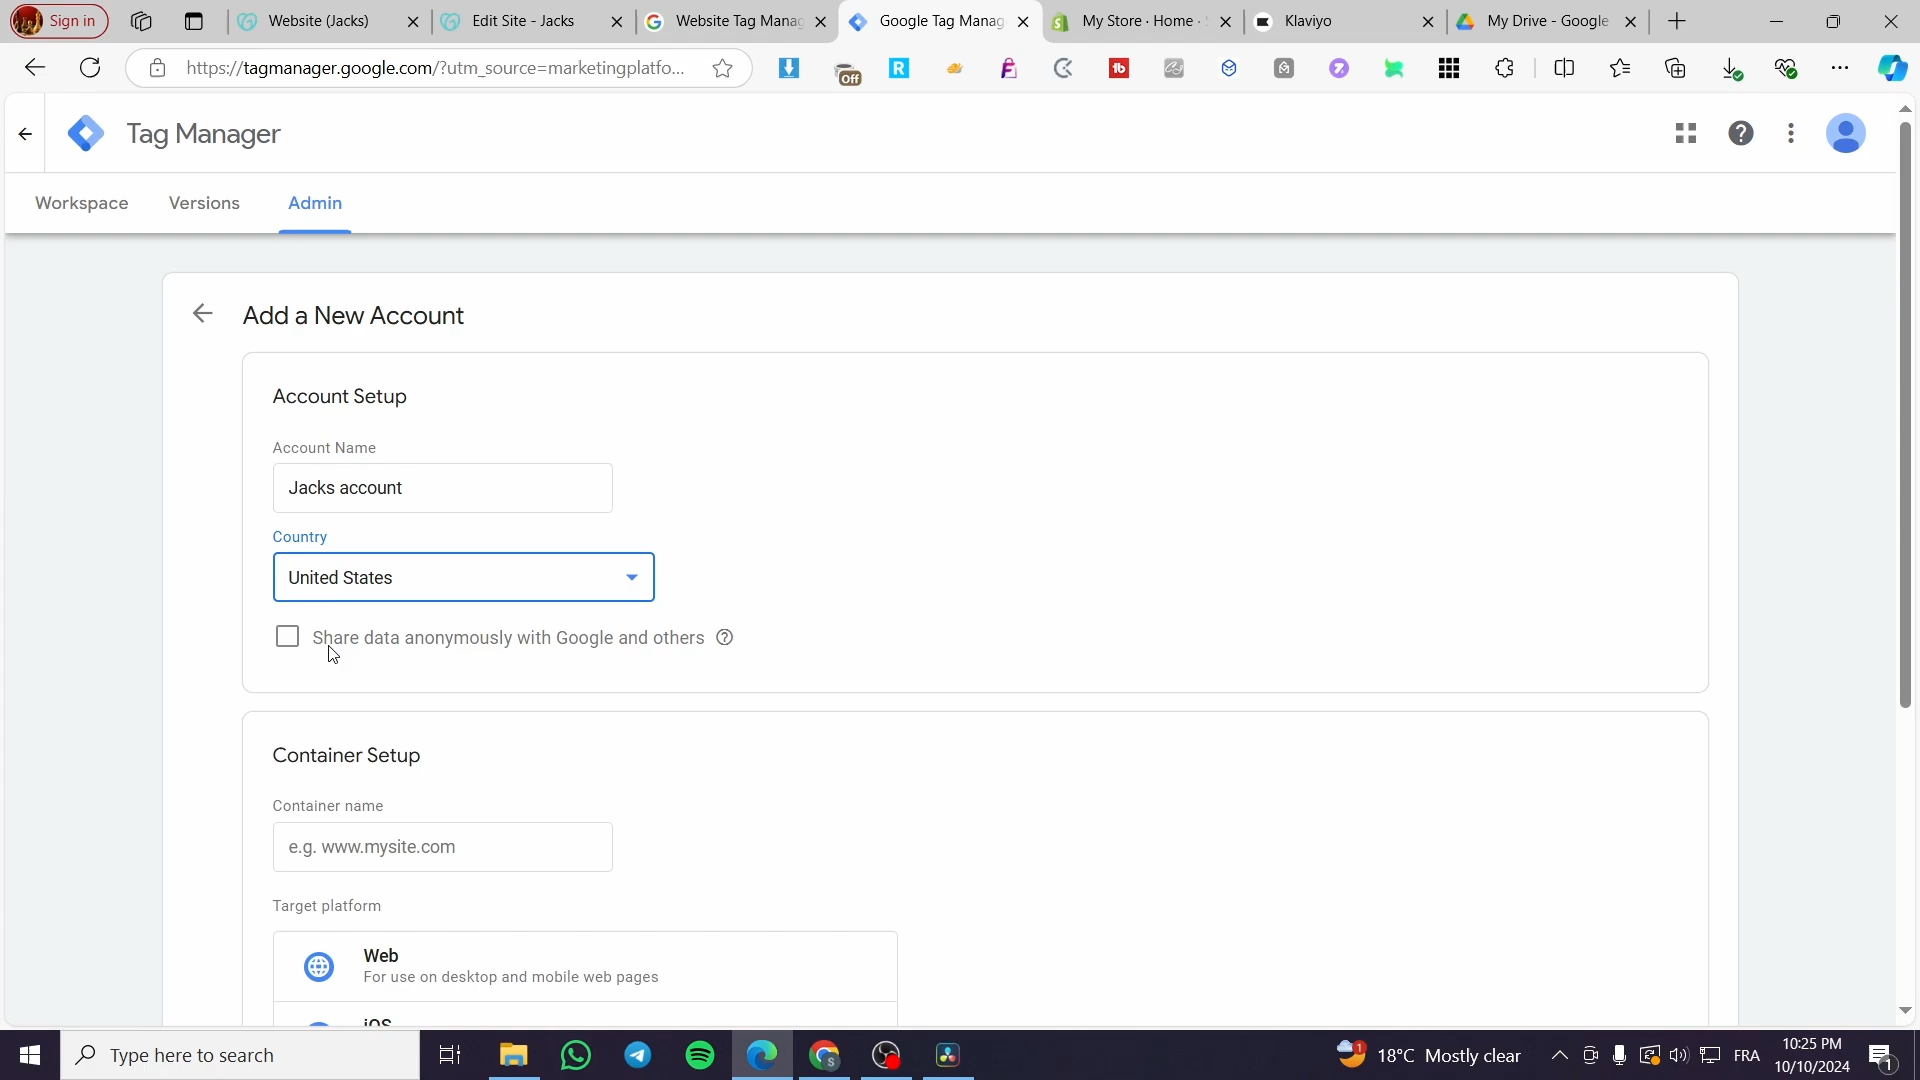 Sign in
Website (Jacks)
Edit Site - Jacks
Website Tag Manag
Google Tag Manag
My Store · Home ·
Klaviyo
My Drive - Google
https://tagmanager.google.com/?utm_source=marketingplatfo...
Off
R
Tag Manager
Workspace
Versions
Admin
Add a New Account
Account Setup
Account Name
Jacks account
Country
United States
Share data anonymously with Google and others
Container Setup
Container name
e.g. www.mysite.com
Target platform
Web
For use on desktop and mobile web pages
iOS
Type here to search
18°C Mostly clear
FRA
10:25 PM
10/10/2024
1